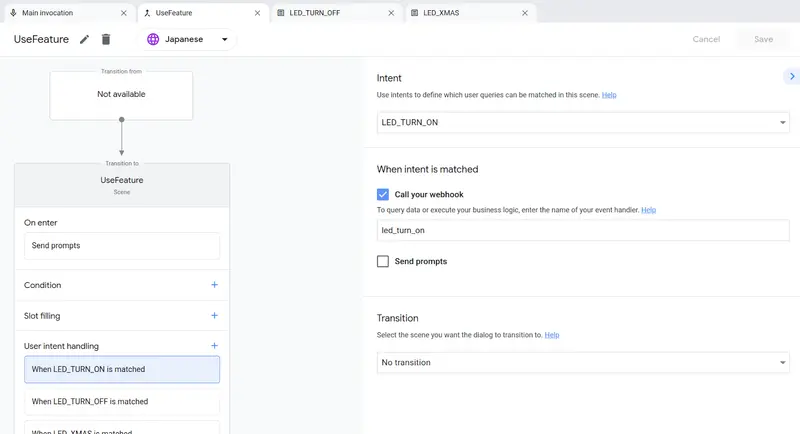 Main invocation
UseFeature
LED_TURN_OFF
LED_XMAS
UseFeature
Japanese
Cancel
Save
Transition from
Not available
Transition to
UseFeature
Scene
On enter
Send prompts
Condition
Slot filling
User intent handling
When LED_TURN_ON is matched
When LED_TURN_OFF is matched
When LED_XMAS is matched
Intent
Use intents to define which user queries can be matched in this scene. Help
LED_TURN_ON
When intent is matched
Call your webhook
To query data or execute your business logic, enter the name of your event handler. Help
led_turn_on
Send prompts
Transition
Select the scene you want the dialog to transition to. Help
No transition